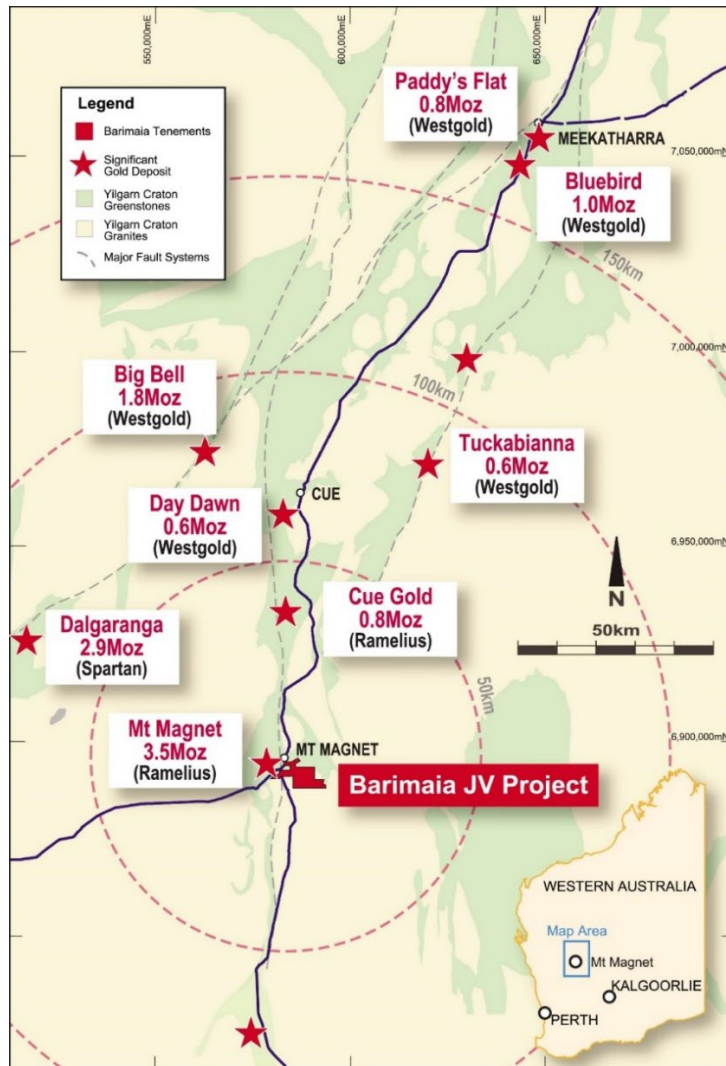 550,000mE
600,000mE
650,000mE
Legend
Barimaia Tenements
Significant
Gold Deposit
Yilgarn Craton
Greenstones
Yilgarn Craton
Granites
Major Fault Systems
Paddy's Flat
0.8Moz
(Westgold)
MEEKATHARRA
7,050,000mN
Bluebird
1.0Moz
(Westgold)
150km
7,000,000mN
Big Bell
1.8Moz
(Westgold)
100km
Tuckabianna
0.6Moz
(Westgold)
CUE
Day Dawn
0.6Moz
(Westgold)
6,950,000mN
N
50km
Cue Gold
0.8Moz
(Ramelius)
Dalgaranga
2.9Moz
(Spartan)
50km
Mt Magnet
3.5Moz
(Ramelius)
MT MAGNET
6,900,000mN
Barimaia JV Project
WESTERN AUSTRALIA
Map Area
Mt Magnet
KALGOORLIE
PERTH